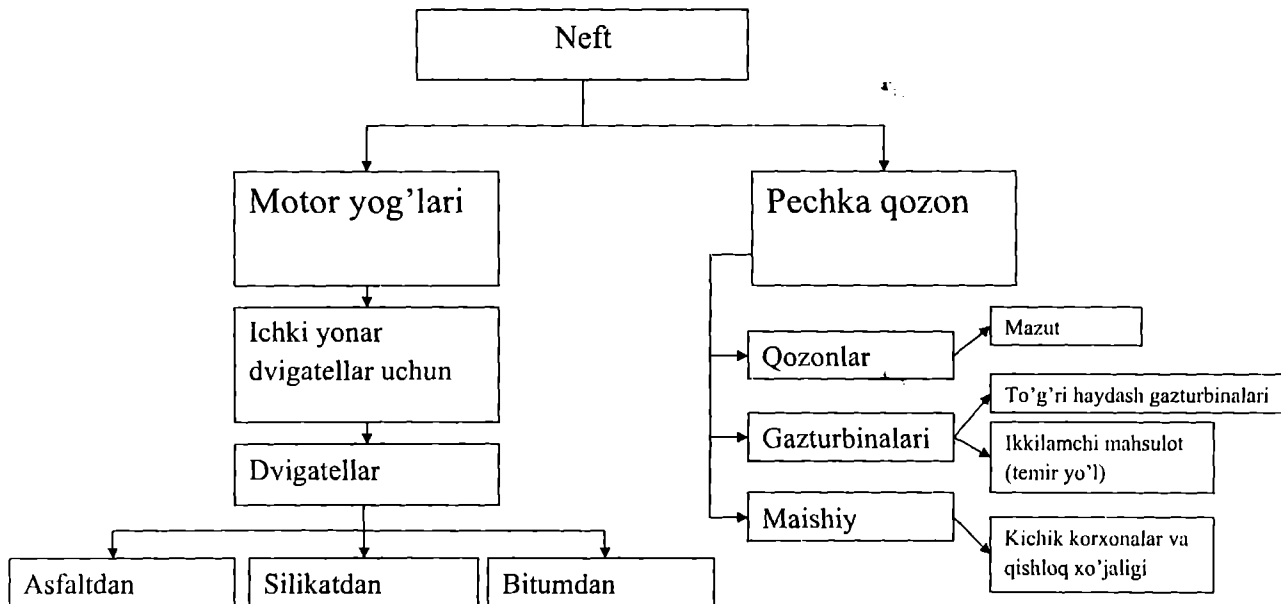 Neft
Motor yog’lari
Pechka qozon
Ichki yonar
dvigatellar uchun
Qozonlar
Mazut
To’g’ri haydash gazturbinalari
Gazturbinalari
Ikkilamchi mahsulot
(temir yo’l)
Dvigatellar
Maishiy
Kichik korxonalar va
qishloq xo’jaligi
Asfaltdan
Silikatdan
Bitumdan